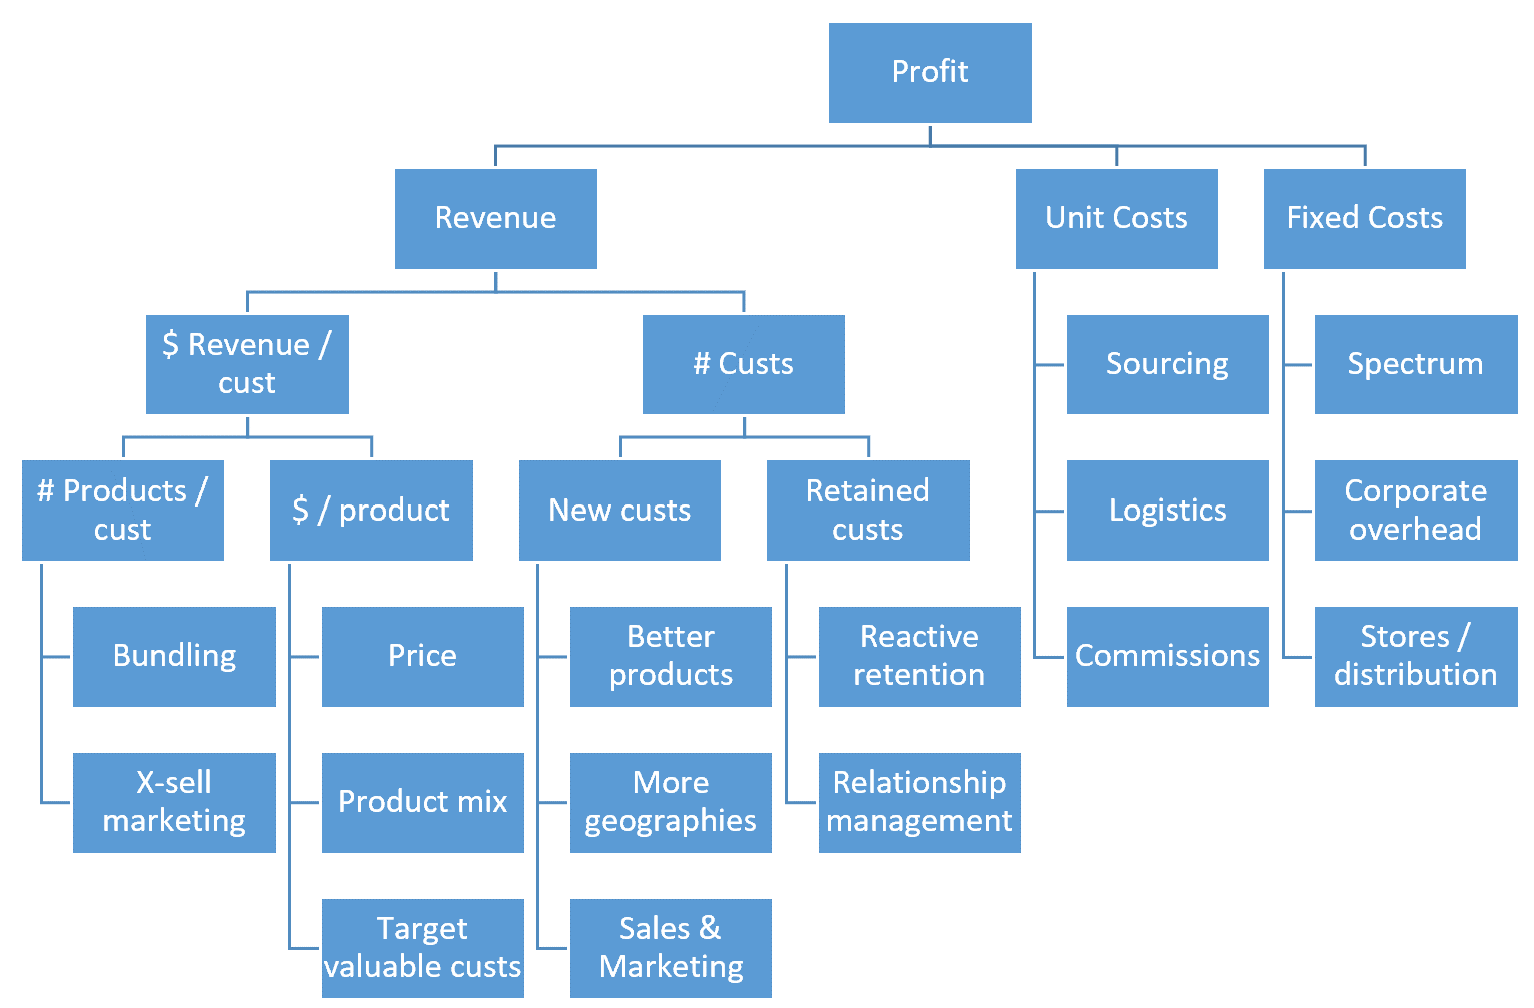 Profit
Revenue
Unit Costs
Fixed Costs
$ Revenue /
cust
# Custs
Sourcing
Spectrum
# Products /
cust
$ / product
New custs
Retained
custs
Logistics
Corporate
overhead
Bundling
Price
Better
products
Reactive
retention
Commissions
Stores /
distribution
X-sell
marketing
Product mix
More
geographies
Relationship
management
Target
valuable custs
Sales &
Marketing